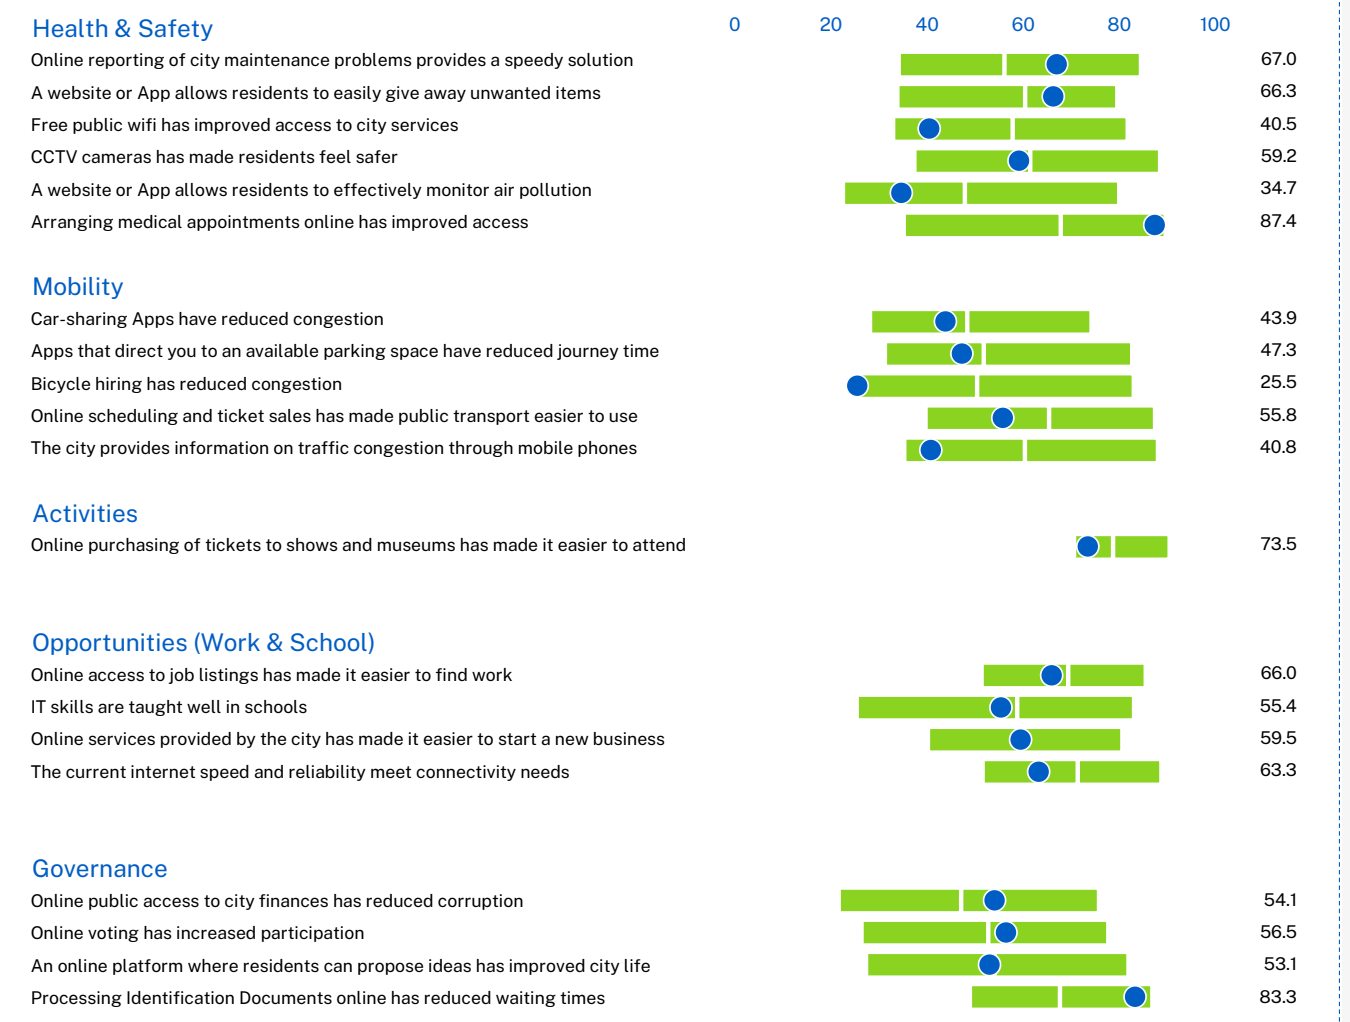 Health & Safety 0 20 40 60 80 100
Online reporting of city maintenance problems provides a speedy solution 67.0
A website or App allows residents to easily give away unwanted items 66.3
Free public wifi has improved access to city services 40.5
CCTV cameras has made residents feel safer 59.2
A website or App allows residents to effectively monitor air pollution 34.7
Arranging medical appointments online has improved access 87.4
Mobility
Car-sharing Apps have reduced congestion 43.9
Apps that direct you to an available parking space have reduced journey time 47.3
Bicycle hiring has reduced congestion 25.5
Online scheduling and ticket sales has made public transport easier to use 55.8
The city provides information on traffic congestion through mobile phones 40.8
Activities
Online purchasing of tickets to shows and museums has made it easier to attend 73.5
Opportunities (Work & School)
Online access to job listings has made it easier to find work 66.0
IT skills are taught well in schools 55.4
Online services provided by the city has made it easier to start a new business 59.5
The current internet speed and reliability meet connectivity needs 63.3
Governance
Online public access to city finances has reduced corruption 54.1
Online voting has increased participation 56.5
An online platform where residents can propose ideas has improved city life 53.1
Processing Identification Documents online has reduced waiting times 83.3